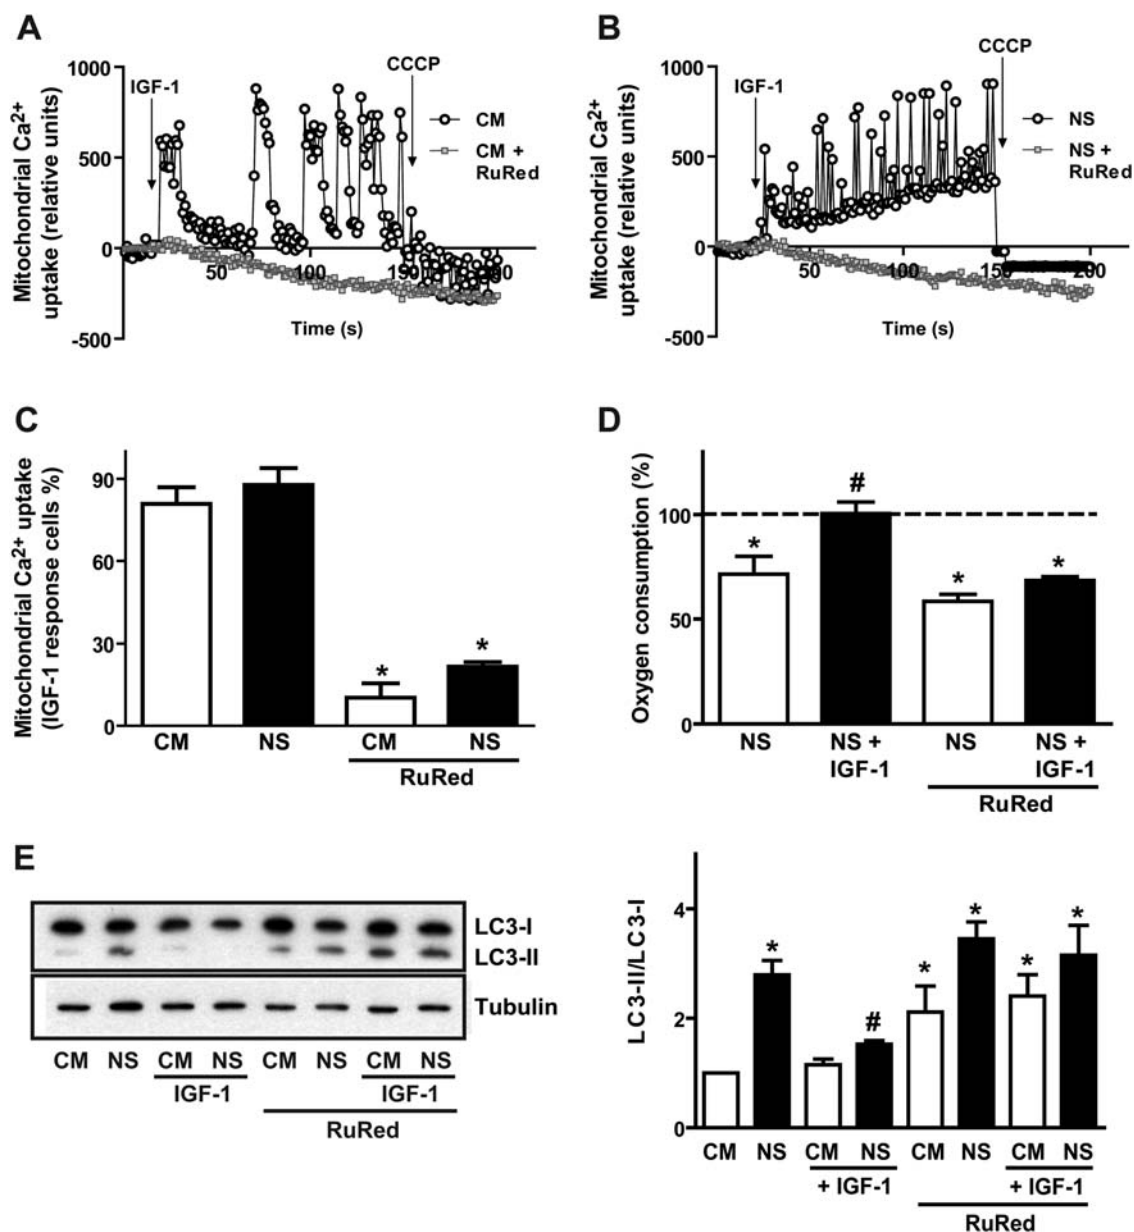 A
Mitochondrial Ca2+
uptake (relative units)
1000
500
0
-500
IGF-1
CCCP
CM
CM +
RuRed
50
100
150
200
Time (s)
B
Mitochondrial Ca2+
uptake (relative units)
1000
500
0
-500
IGF-1
CCCP
NS
NS +
RuRed
50
100
150
200
Time (s)
C
Mitochondrial Ca2+ uptake
(IGF-1 response cells %)
90
60
30
0
* *
CM NS CM NS
RuRed
D
Oxygen consumption (%)
100
50
0
* # * *
NS NS + NS NS +
IGF-1 IGF-1
RuRed
E
LC3-I
LC3-II
Tubulin
CM NS CM NS CM NS CM NS
IGF-1 IGF-1
RuRed
LC3-II/LC3-I
4
2
0
* # * * * *
CM NS CM NS CM NS CM NS
+ IGF-1 + IGF-1
RuRed